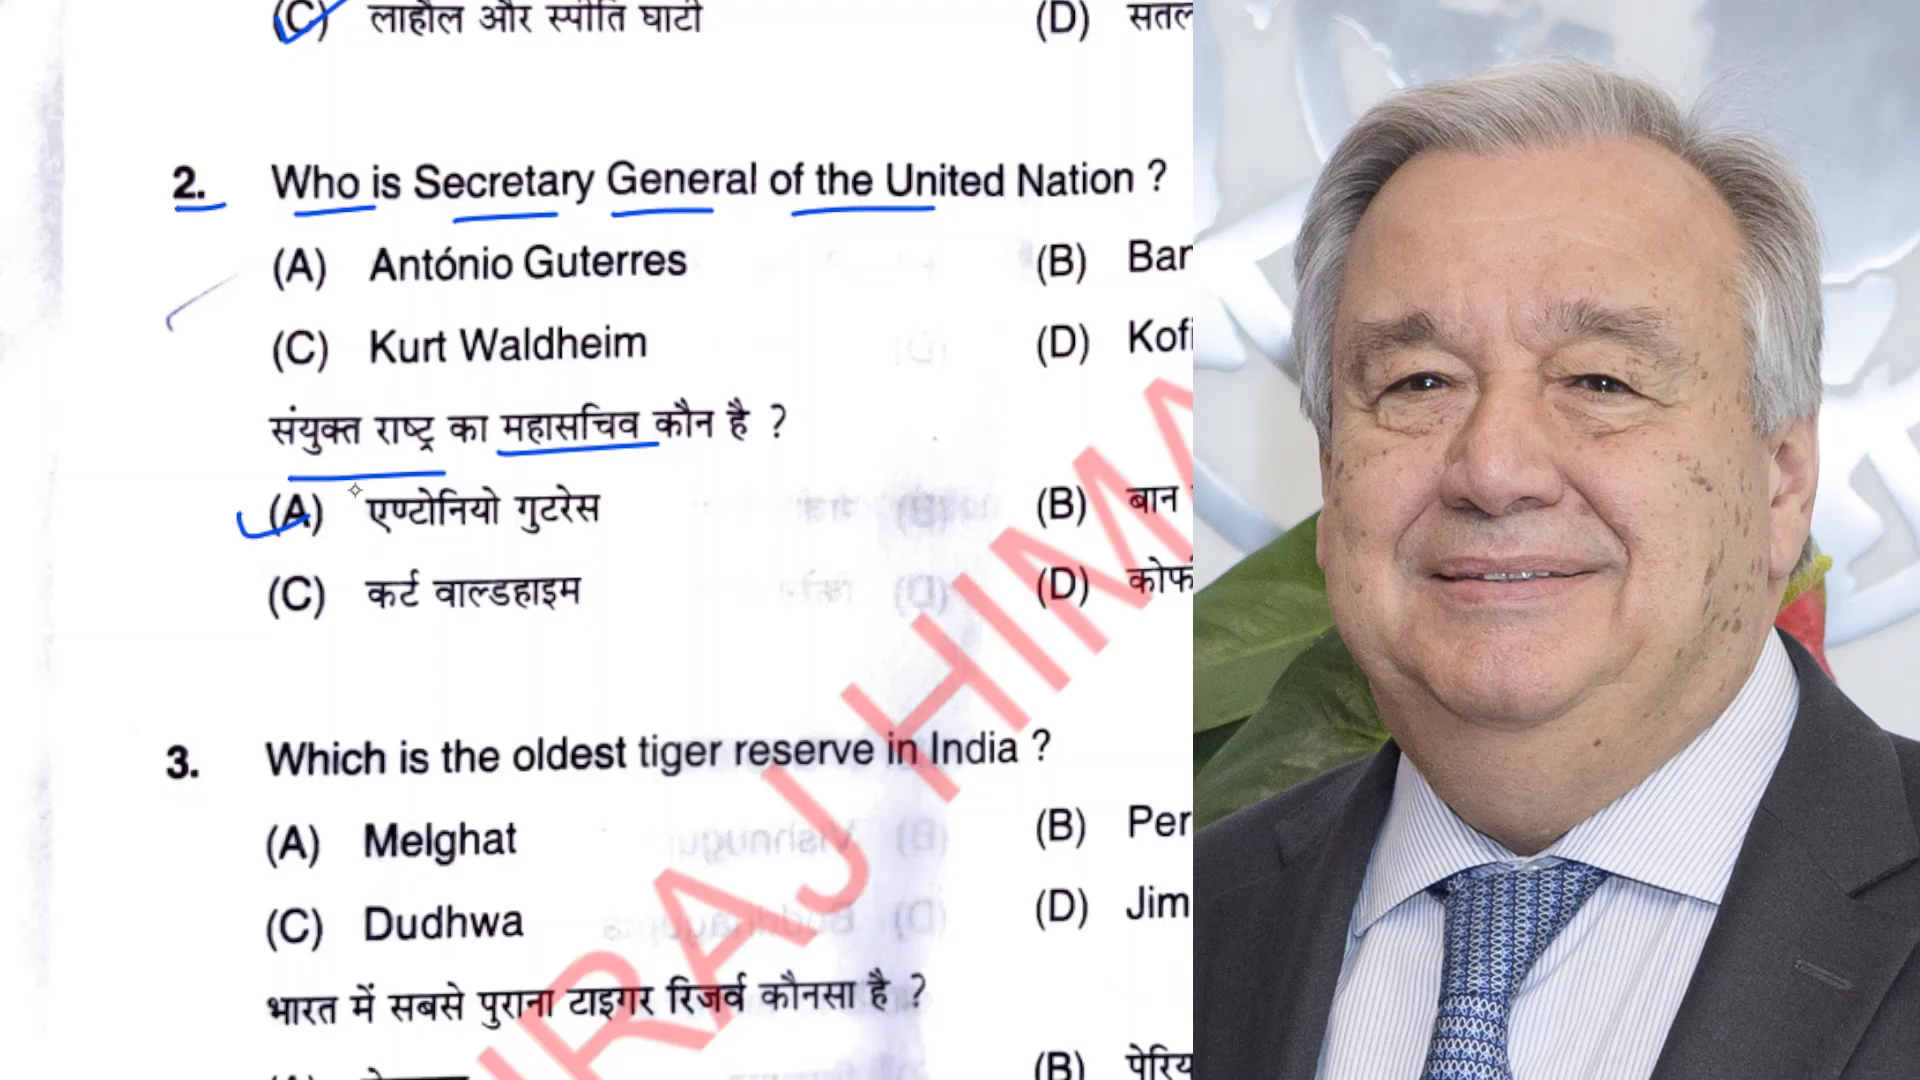 (C) लाहौल और स्पीति घाटी (D)
2. Who is Secretary General of the United Nation ?
(A) António Guterres (B)
(C) Kurt Waldheim (D) Kofi
संयुक्त राष्ट्र का महासचिव कौन है ?
(A) एण्टोनियो गुटरेस (B) बान
(C) कर्ट वाल्डहाइम (D)
3. Which is the oldest tiger reserve in India ?
(A) Melghat (B) Per
(C) Dudhwa (D) Jim
भारत में सबसे पुराना टाइगर रिजर्व कौनसा है ?
(B)
RAJ HIM